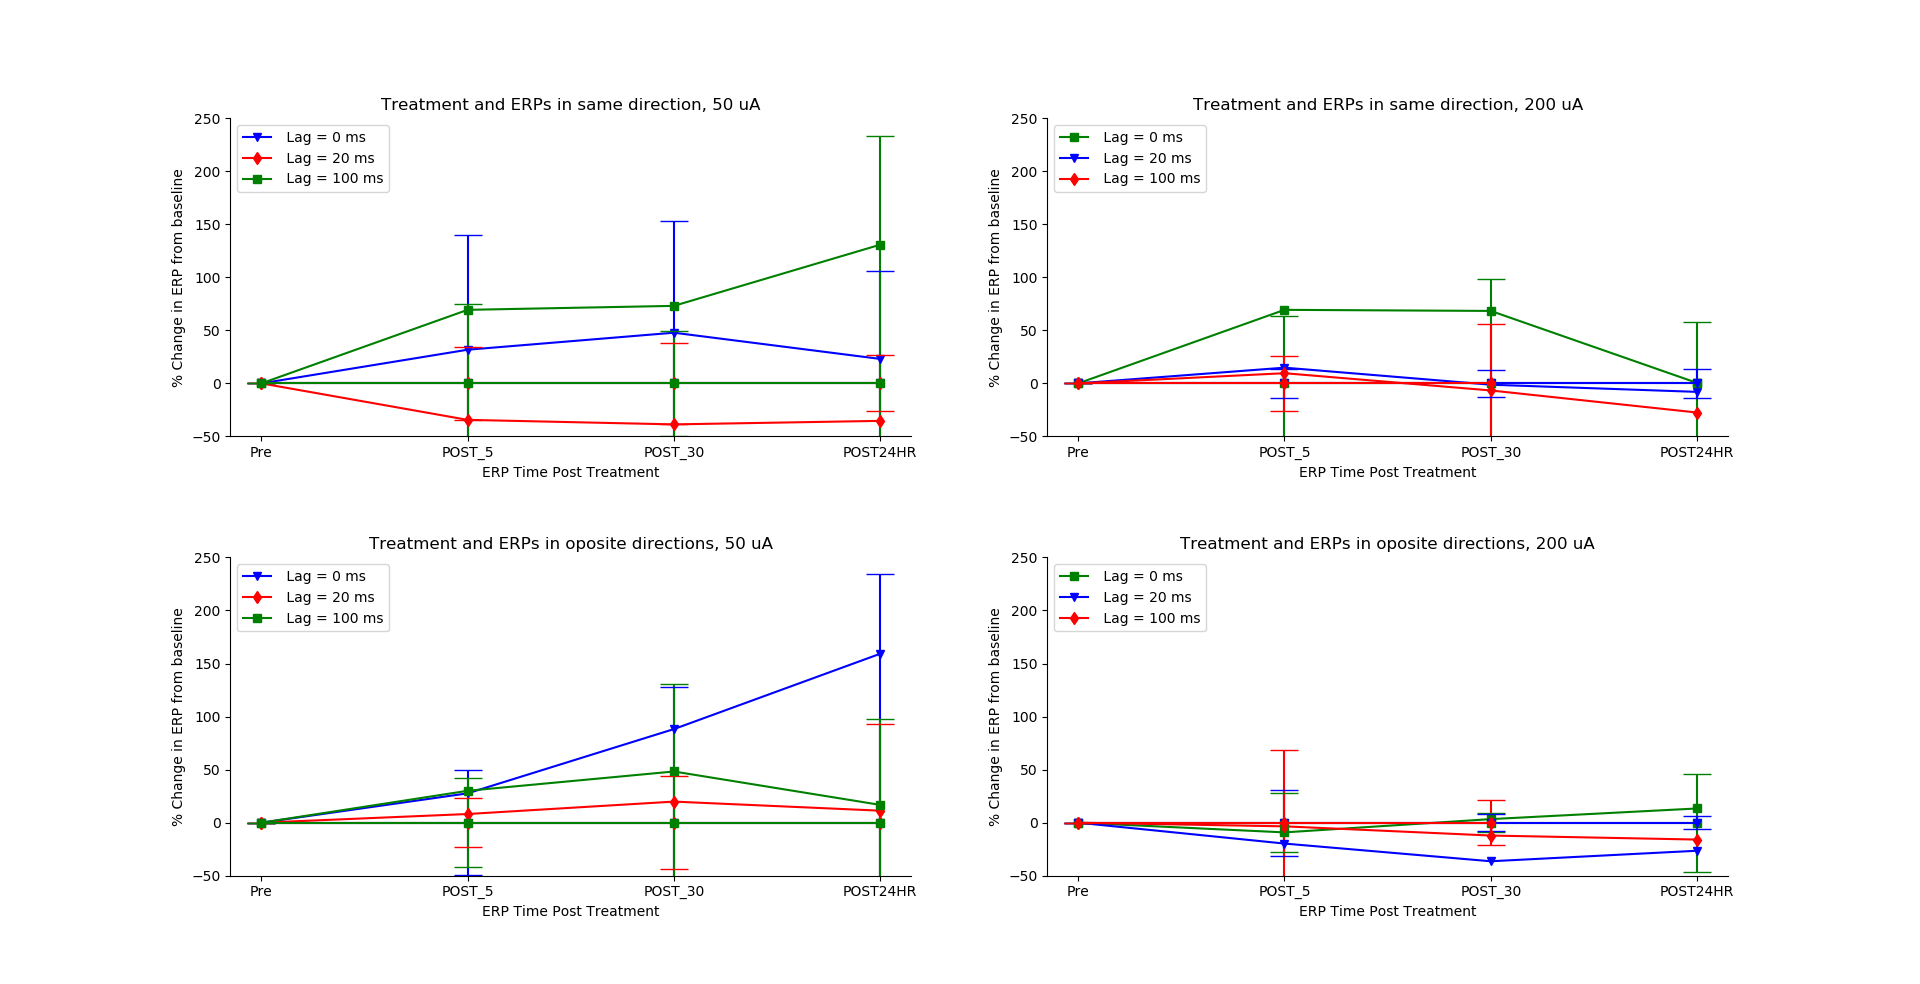 Treatment and ERPs in same direction, 50 uA
% Change in ERP from baseline
250
200
150
100
50
0
−50
Lag = 0 ms
Lag = 20 ms
Lag = 100 ms
Pre POST_5 POST_30 POST24HR
ERP Time Post Treatment
Treatment and ERPs in same direction, 200 uA
% Change in ERP from baseline
250
200
150
100
50
0
−50
Lag = 0 ms
Lag = 20 ms
Lag = 100 ms
Pre POST_5 POST_30 POST24HR
ERP Time Post Treatment
Treatment and ERPs in oposite directions, 50 uA
% Change in ERP from baseline
250
200
150
100
50
0
−50
Lag = 0 ms
Lag = 20 ms
Lag = 100 ms
Pre POST_5 POST_30 POST24HR
ERP Time Post Treatment
Treatment and ERPs in oposite directions, 200 uA
% Change in ERP from baseline
250
200
150
100
50
0
−50
Lag = 0 ms
Lag = 20 ms
Lag = 100 ms
Pre POST_5 POST_30 POST24HR
ERP Time Post Treatment